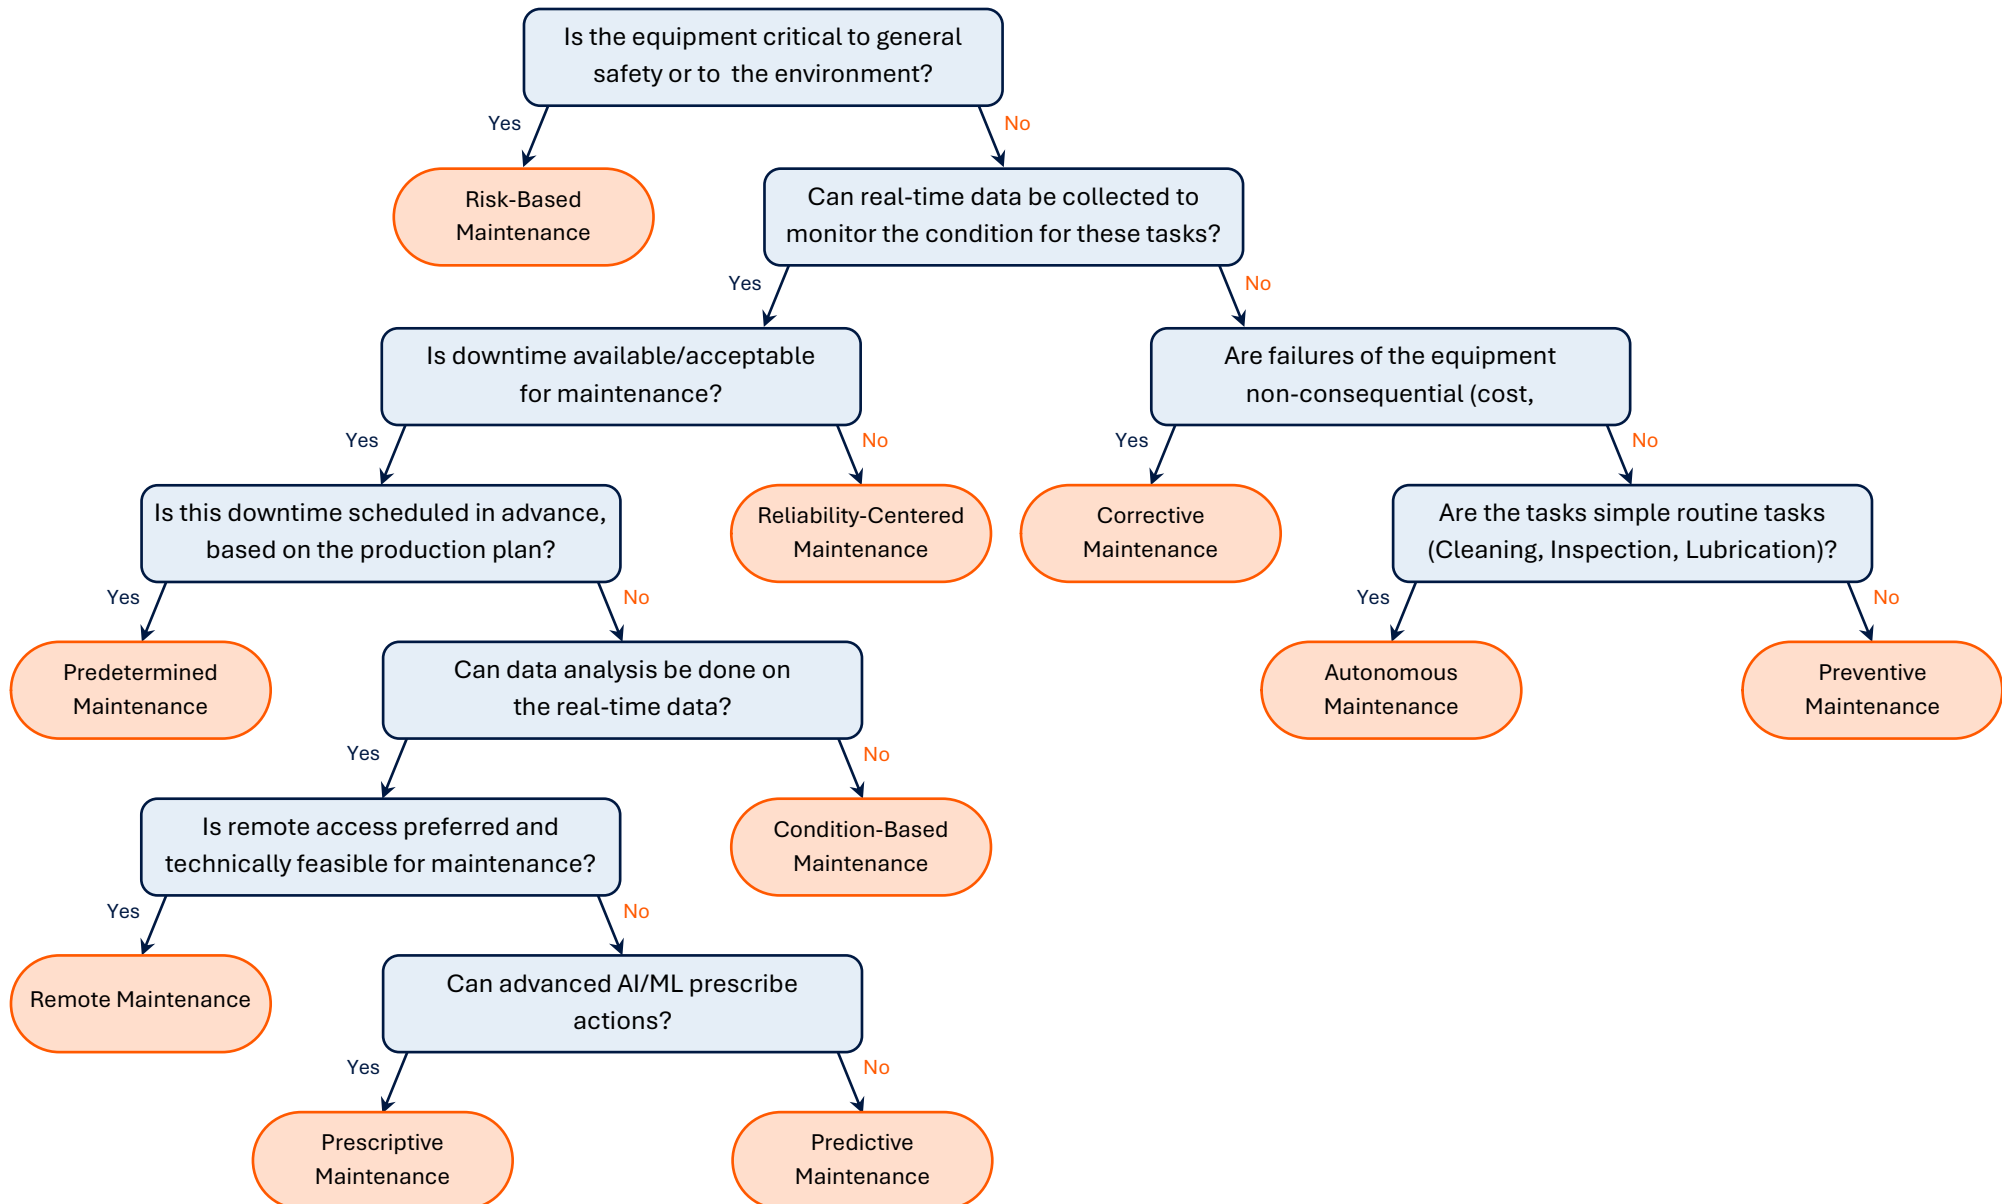 Is the equipment critical to general
safety or to the environment?
Yes
No
Risk-Based
Maintenance
Can real-time data be collected to
monitor the condition for these tasks?
Yes
No
Is downtime available/acceptable
for maintenance?
Are failures of the equipment
non-consequential (cost,
Yes
No
Yes
No
Is this downtime scheduled in advance,
based on the production plan?
Reliability-Centered
Maintenance
Corrective
Maintenance
Are the tasks simple routine tasks
(Cleaning, Inspection, Lubrication)?
Yes
No
Yes
No
Predetermined
Maintenance
Can data analysis be done on
the real-time data?
Autonomous
Maintenance
Preventive
Maintenance
Yes
No
Is remote access preferred and
technically feasible for maintenance?
Condition-Based
Maintenance
Yes
No
Remote Maintenance
Can advanced AI/ML prescribe
actions?
Yes
No
Prescriptive
Maintenance
Predictive
Maintenance